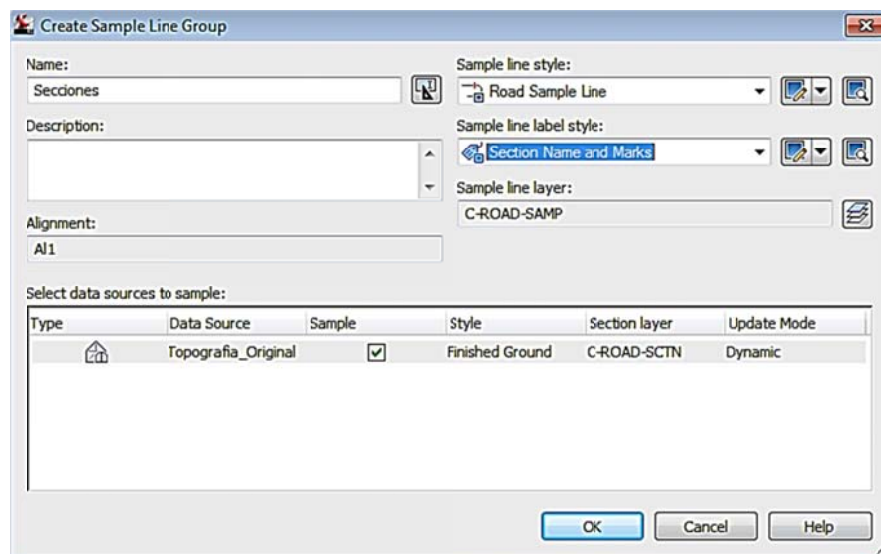 Create Sample Line Group
Name:
Secciones
Description:
Alignment:
Al1
Sample line style:
Road Sample Line
Sample line label style:
Section Name and Marks
Sample line layer:
C-ROAD-SAMP
Select data sources to sample:
Type Data Source Sample Style Section layer Update Mode
Topografia_Original Finished Ground C-ROAD-SCTN Dynamic
OK Cancel Help